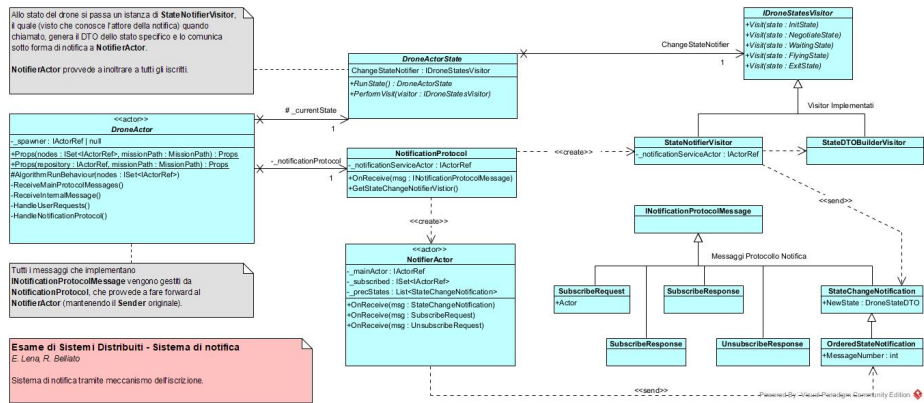 Allo stato del drone si passa un istanza di StateNotifierVisitor,
il quale (visto che conosce l'attore della notifica) quando
chiamato, genera il DTO dello stato specifico e lo comunica
sotto forma di notifica a NotifierActor.
NotifierActor provvede a inoltrare a tutti gli iscritti.
DroneActorState
ChangeStateNotifier : IDroneStatesVisitor
+RunState() : DroneActorState
+PerformVisit(visitor : IDroneStatesVisitor)
ChangeStateNotifier
1
IDroneStatesVisitor
+Visit(state : InitState)
+Visit(state : NegotiateState)
+Visit(state : WaitingState)
+Visit(state : FlyingState)
+Visit(state : ExitState)
Visitor Implementati
# _currentState
1
<<actor>>
DroneActor
-_spawner : IActorRef | null
+Props(nodes : ISet<IActorRef>, missionPath : MissionPath) : Props
+Props(repository : IActorRef, missionPath : MissionPath) : Props
#AlgorithmRunBehaviour(nodes : ISet<IActorRef>)
-ReceiveMainProtocolMessages()
-ReceiveInternalMessage()
-HandleUserRequests()
-HandleNotificationProtocol()
-_notificationProtocol
1
NotificationProtocol
-_notificationServiceActor : IActorRef
+OnReceive(msg : INotificationProtocolMessage)
+GetStateChangeNotifierVistior()
<<create>>
StateNotifierVisitor
-_notificationServiceActor : IActorRef
StateDTOBuilderVisitor
<<send>>
<<create>>
INotificationProtocolMessage
Messaggi Protocollo Notifica
<<actor>>
NotifierActor
-_mainActor : IActorRef
-_subscribed : ISet<IActorRef>
-_precStates : List<StateChangeNotification>
+OnReceive(msg : StateChangeNotification)
+OnReceive(msg : SubscribeRequest)
+OnReceive(msg : UnsubscribeRequest)
SubscribeRequest
+Actor
SubscribeResponse
StateChangeNotification
+NewState : DroneStateDTO
SubscribeResponse
UnsubscribeResponse
OrderedStateNotification
+MessageNumber : int
<<send>>
Tutti i messaggi che implementano
INotificationProtocolMessage vengono gestiti da
NotificationProtocol, che provvede a fare forward al
NotifierActor (mantenendo il Sender originale).
Esame di Sistemi Distribuiti - Sistema di notifica
E. Lena, R. Belliato
Sistema di notifica tramite meccanismo dell'iscrizione.
Powered By Visual Paradigm Community Edition